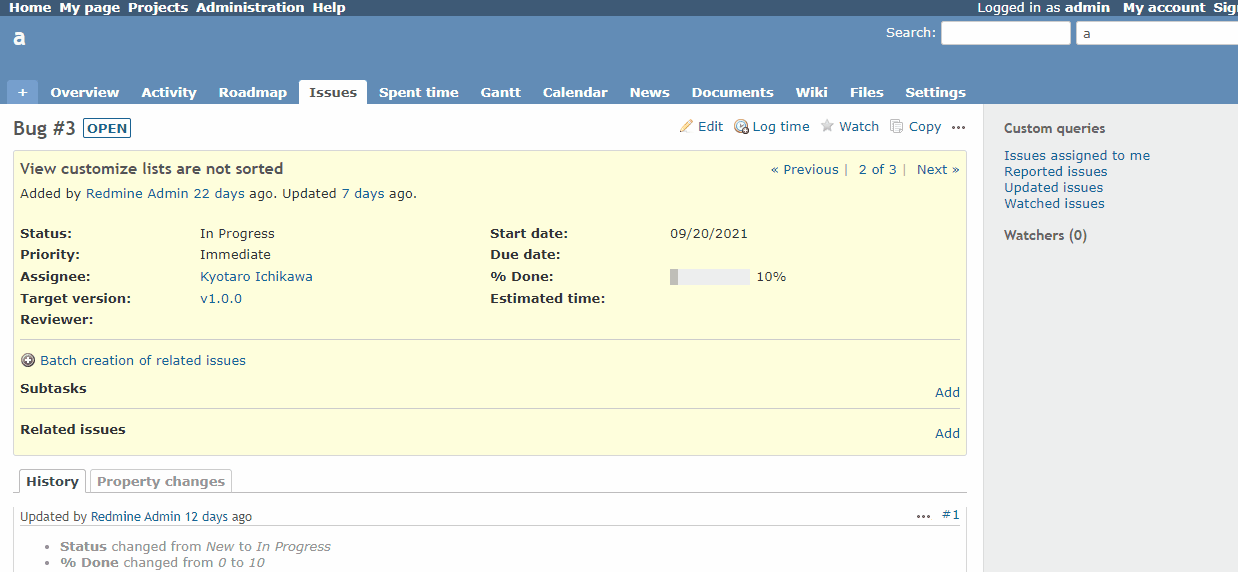 Home My page Projects Administration Help Logged in as admin My account
a
Search: a
+ Overview Activity Roadmap Issues Spent time Gantt Calendar News Documents Wiki Files Settings
Bug #3 OPEN
Edit Log time Watch Copy ...
View customize lists are not sorted
« Previous | 2 of 3 | Next »
Added by Redmine Admin 22 days ago. Updated 7 days ago.
Status: In Progress Start date: 09/20/2021
Priority: Immediate Due date:
Assignee: Kyotaro Ichikawa % Done: 10%
Target version: v1.0.0 Estimated time:
Reviewer:
Batch creation of related issues
Subtasks Add
Related issues Add
History Property changes
Updated by Redmine Admin 12 days ago ... #1
• Status changed from New to In Progress
• % Done changed from 0 to 10
Custom queries
Issues assigned to me
Reported issues
Updated issues
Watched issues
Watchers (0)